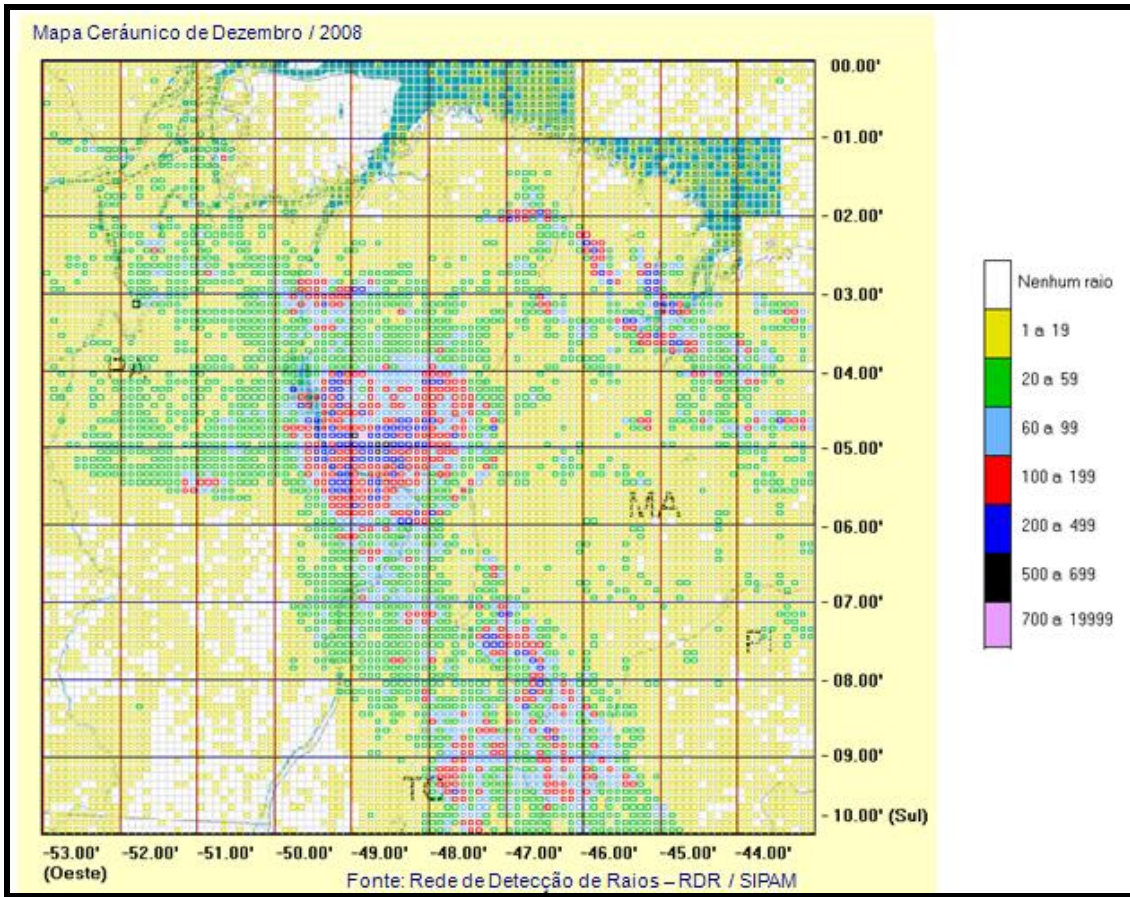 Mapa Ceráunico de Dezembro / 2008
00.00'
- 01.00'
- 02.00'
- 03.00'
- 04.00'
- 05.00'
- 06.00'
- 07.00'
- 08.00'
- 09.00'
- 10.00' (Sul)
PA
MA
PI
TO
Nenhum raio
1 a 19
20 a 59
60 a 99
100 a 199
200 a 499
500 a 699
700 a 19999
-53.00' -52.00' -51.00' -50.00' -49.00' -48.00' -47.00' -46.00' -45.00' -44.00'
(Oeste)
Fonte: Rede de Detecção de Raios – RDR / SIPAM